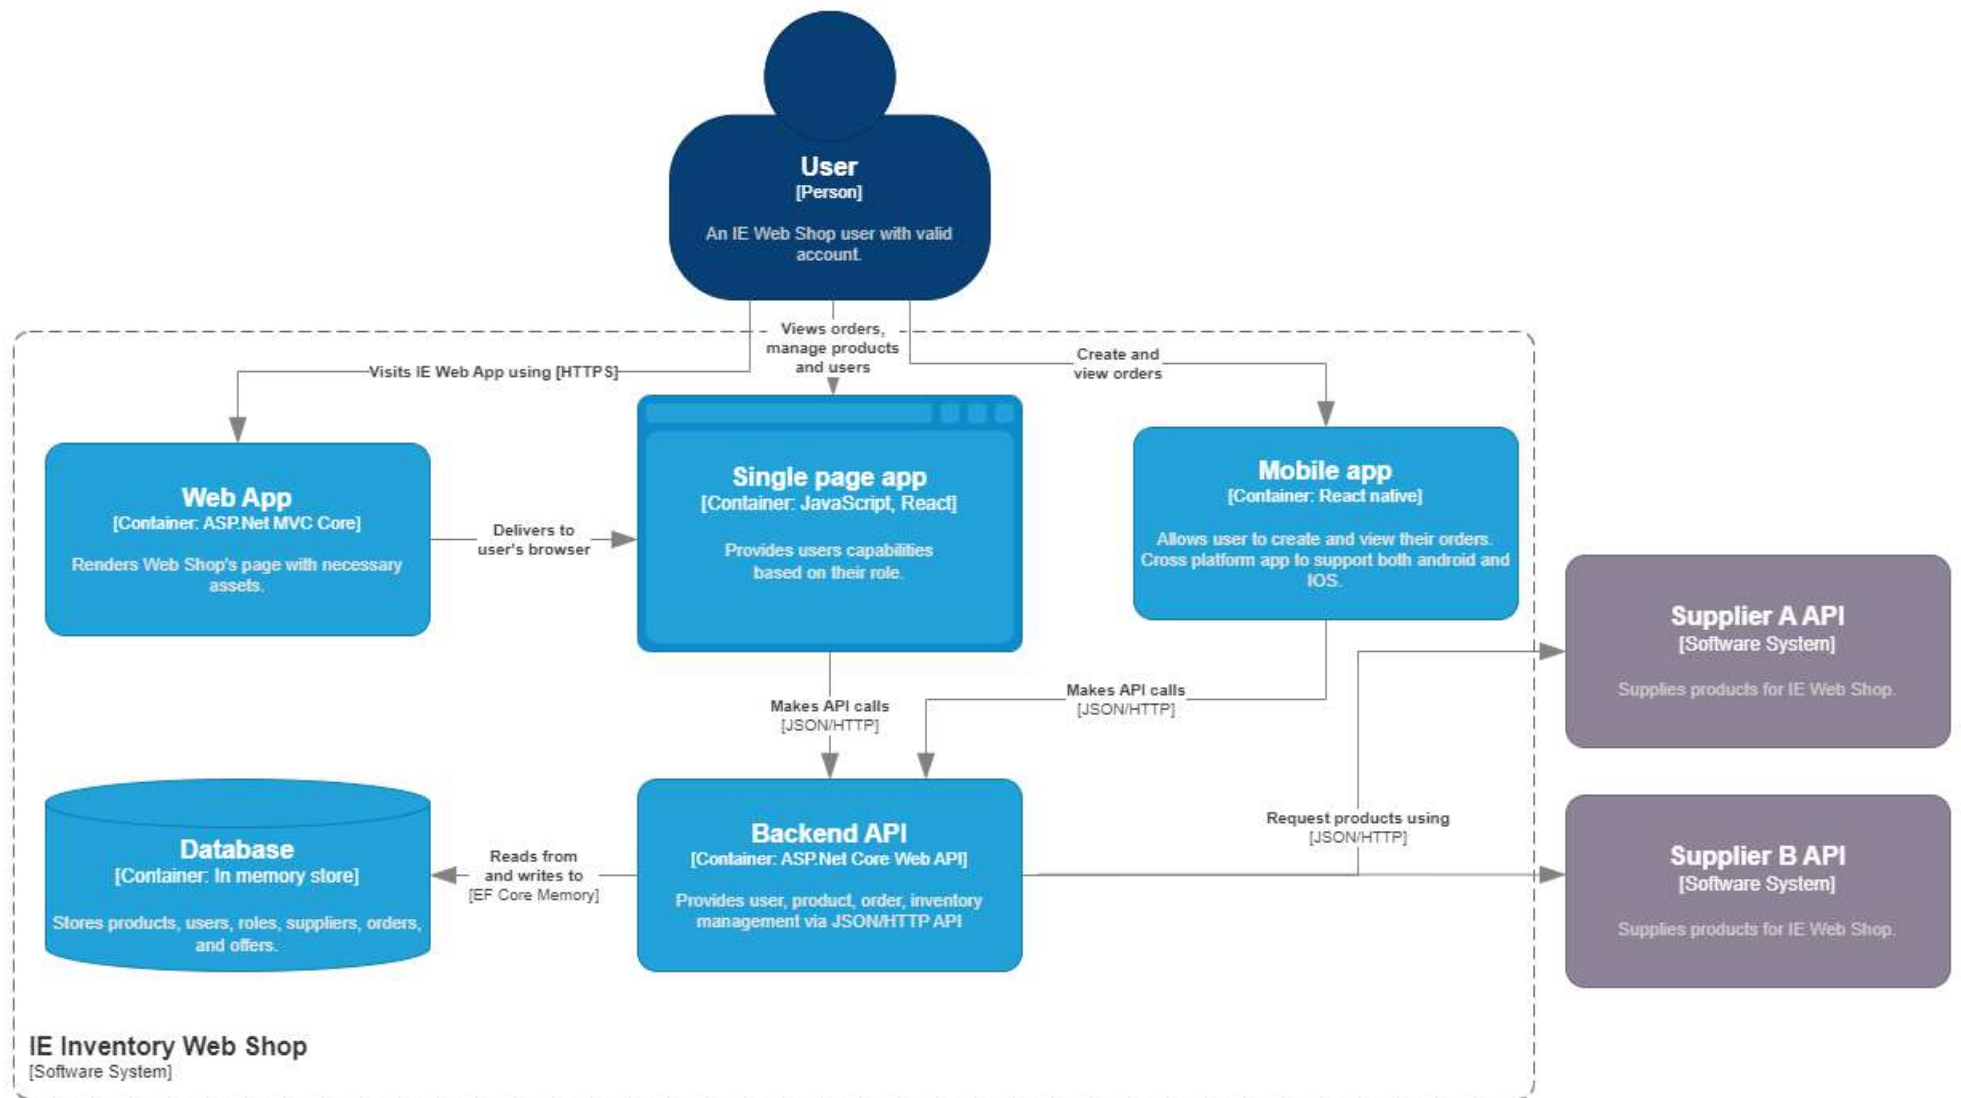 User
[Person]
An IE Web Shop user with valid
account.
Visits IE Web App using [HTTPS]
Views orders,
manage products
and users
Create and
view orders
Web App
[Container: ASP.Net MVC Core]
Renders Web Shop's page with necessary
assets.
Delivers to
user's browser
Single page app
[Container: JavaScript, React]
Provides users capabilities
based on their role.
Mobile app
[Container: React native]
Allows user to create and view their orders.
Cross platform app to support both android and
IOS.
Supplier A API
[Software System]
Supplies products for IE Web Shop.
Makes API calls
[JSON/HTTP]
Makes API calls
[JSON/HTTP]
Database
[Container: In memory store]
Stores products, users, roles, suppliers, orders,
and offers.
Reads from
and writes to
[EF Core Memory]
Backend API
[Container: ASP.Net Core Web API]
Provides user, product, order, inventory
management via JSON/HTTP API
Request products using
[JSON/HTTP]
Supplier B API
[Software System]
Supplies products for IE Web Shop.
IE Inventory Web Shop
[Software System]